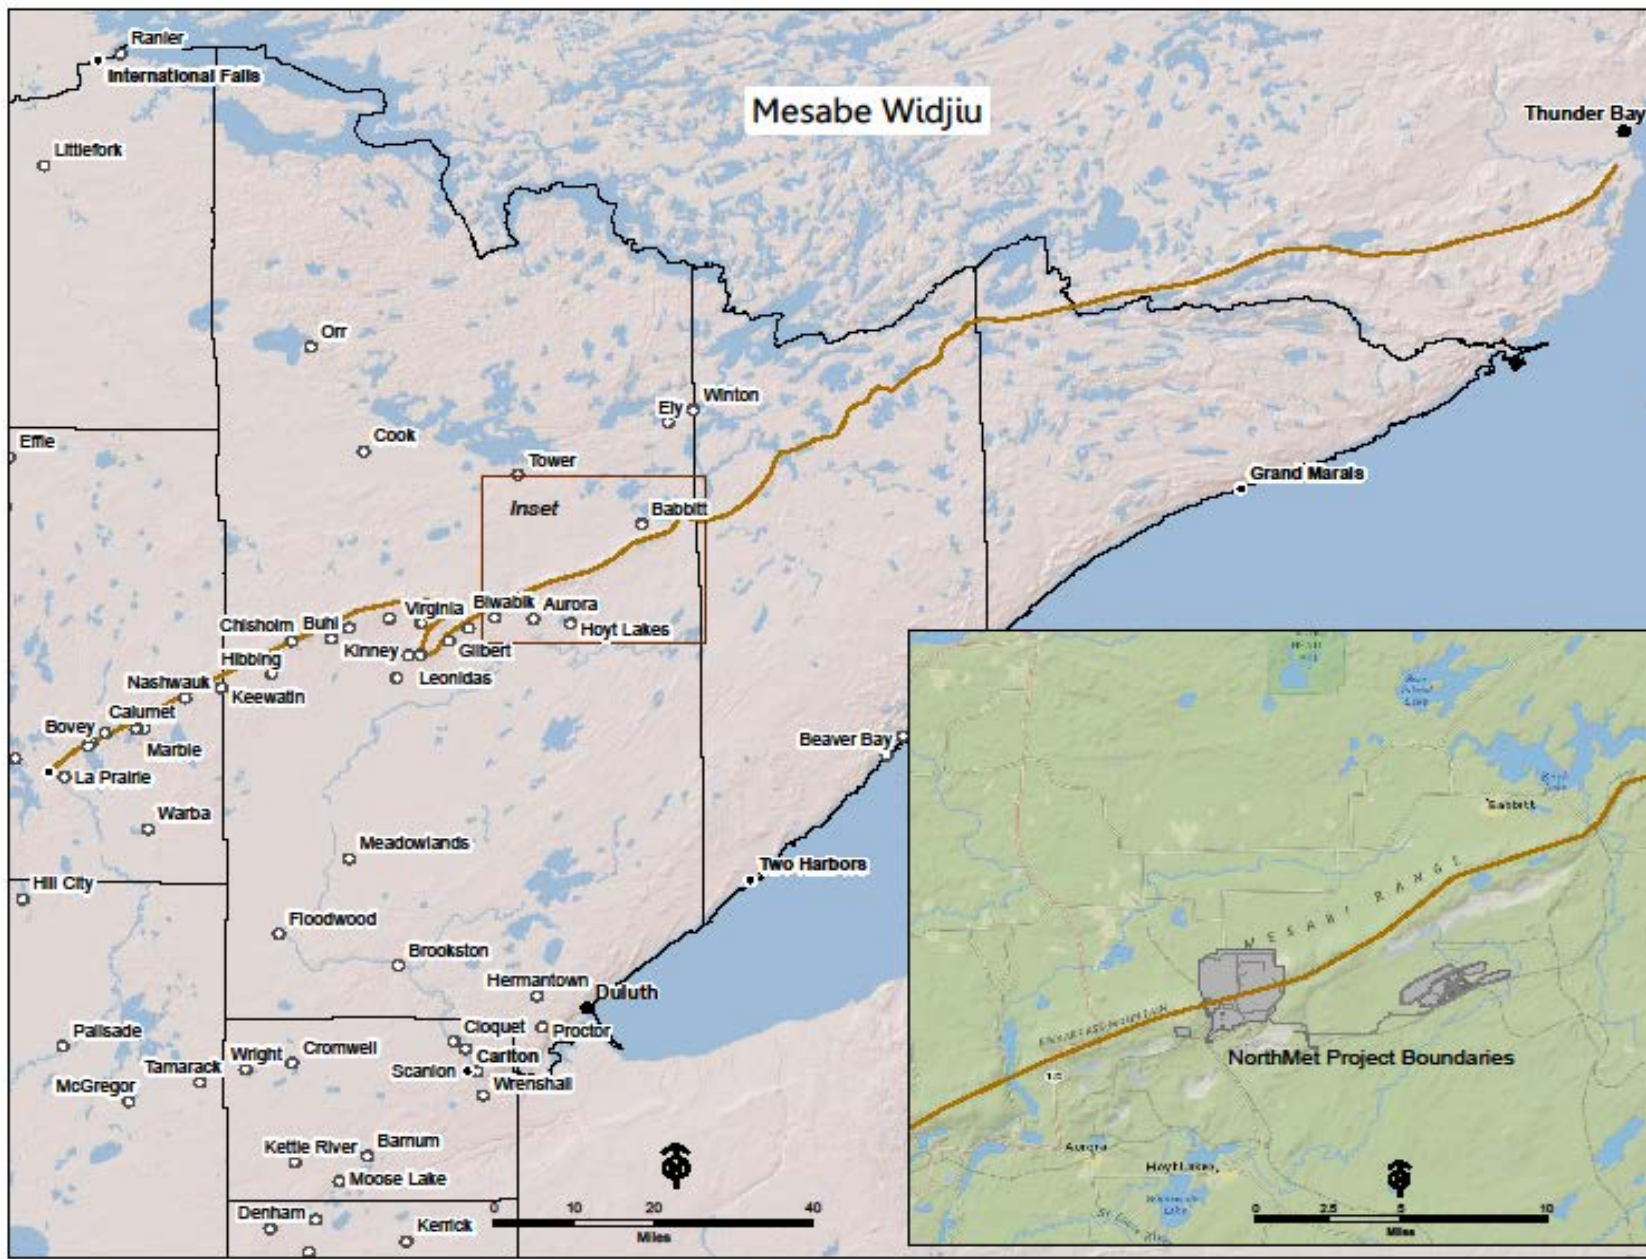 Mesabe Widjiu
Ranier
International Falls
Thunder Bay
Littlefork
Orr
Winton
Ely
Effie
Cook
Tower
Grand Marais
Inset
Babbitt
Virginia
Biwabik
Aurora
Chisholm
Buhl
Hoyt Lakes
Kinney
Gilbert
Hibbing
Leonidas
Nashwauk
Keewatin
Calumet
Bovey
Marble
Beaver Bay
La Prairie
Warba
Meadowlands
Two Harbors
Hill City
Floodwood
Brookston
Hermantown
Duluth
Palisade
Cloquet
Proctor
Wright
Cromwell
Carlton
Tamarack
Scanlon
McGregor
Wrenshall
Kettle River
Barnum
Moose Lake
Denham
Kerrick
0 10 20 40
Miles
Babbitt
MESABI RANGE
NorthMet Project Boundaries
Aurora
Hoyt Lakes
0 2.5 5 10
Miles